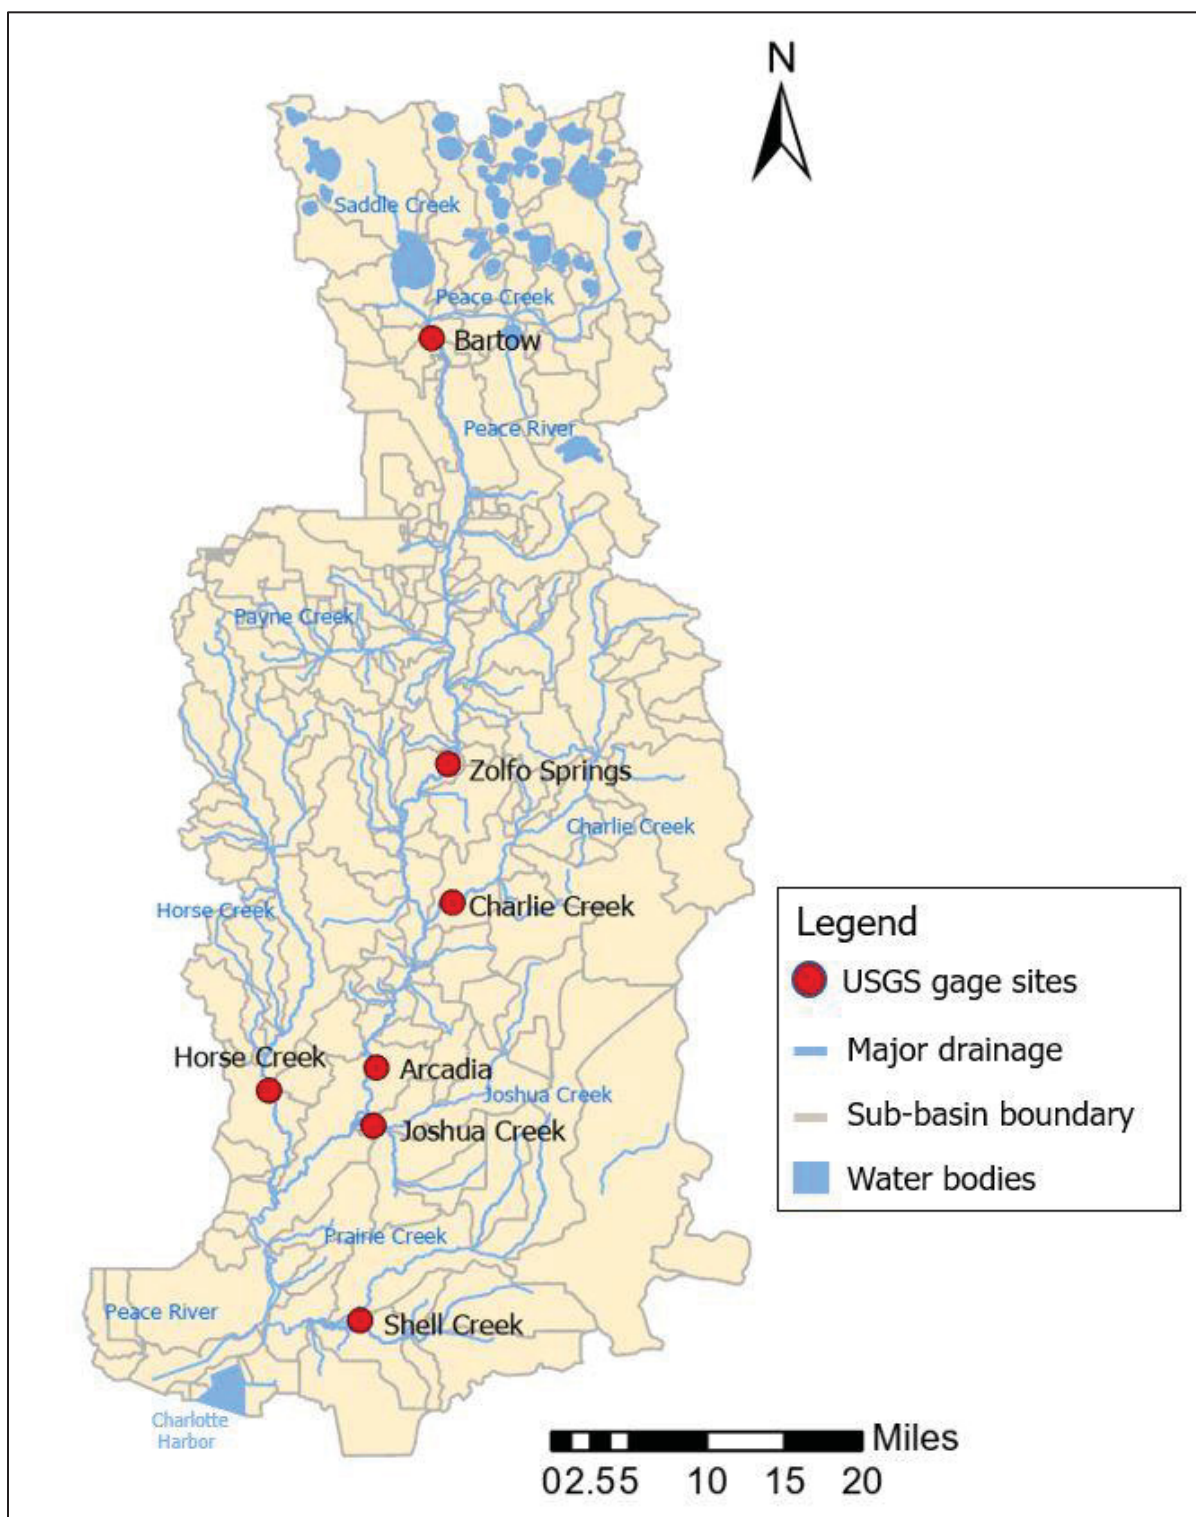 N
Saddle Creek
Peace Creek
Bartow
Peace River
Payne Creek
Zolfo Springs
Charlie Creek
Charlie Creek
Horse Creek
Horse Creek
Arcadia
Joshua Creek
Joshua Creek
Prairie Creek
Peace River
Shell Creek
Charlotte
Harbor
Legend
USGS gage sites
Major drainage
Sub-basin boundary
Water bodies
Miles
02.55 10 15 20